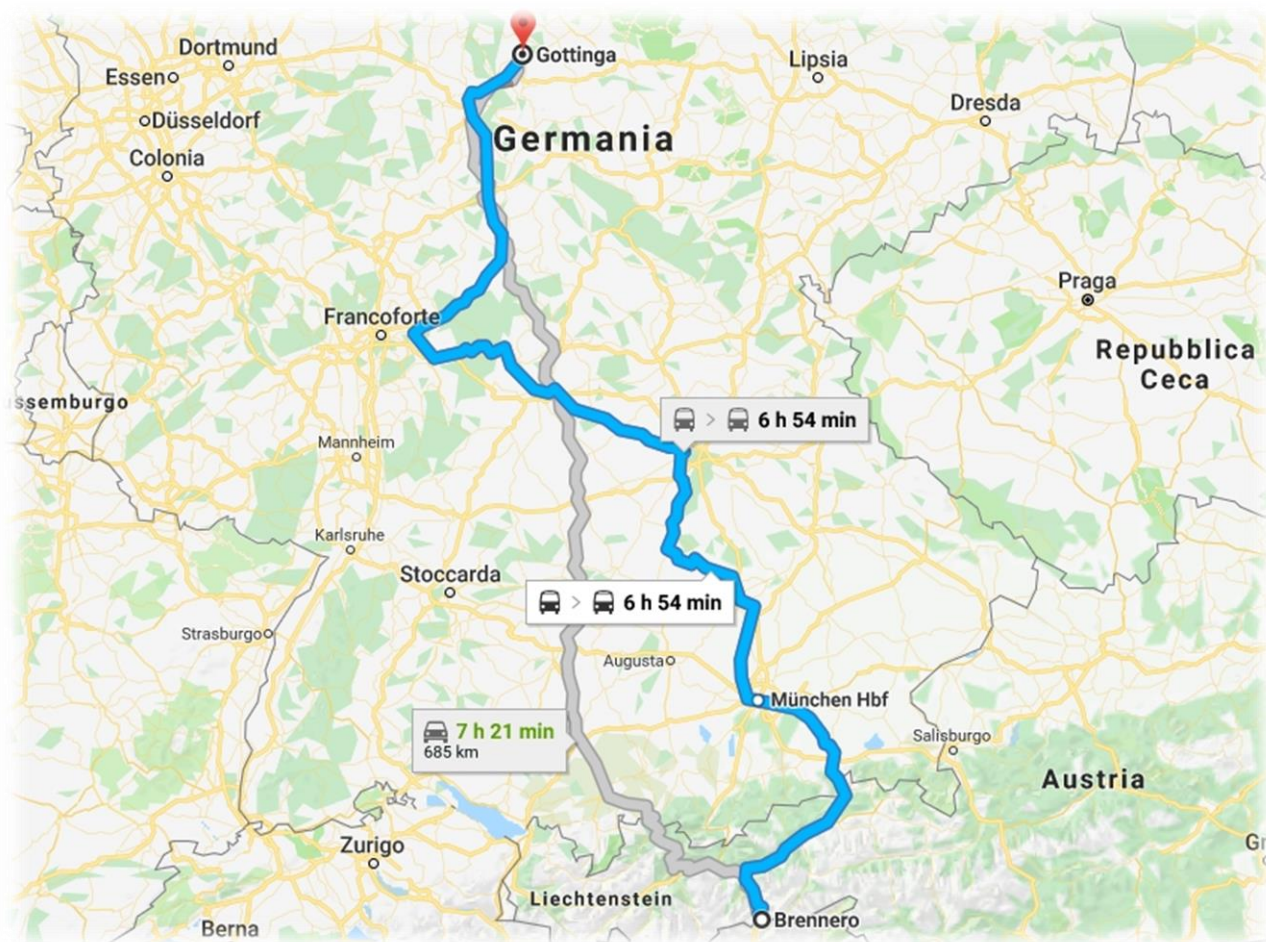 Gottinga
Dortmund
Lipsia
Essen
Dresda
Düsseldorf
Germania
Colonia
Praga
Francoforte
Repubblica
Ceca
ussemburgo
6 h 54 min
Mannheim
Karlsruhe
Stoccarda
6 h 54 min
Strasburgo
Augusta
München Hbf
7 h 21 min
685 km
Salisburgo
Austria
Zurigo
Liechtenstein
Brennero
Berna